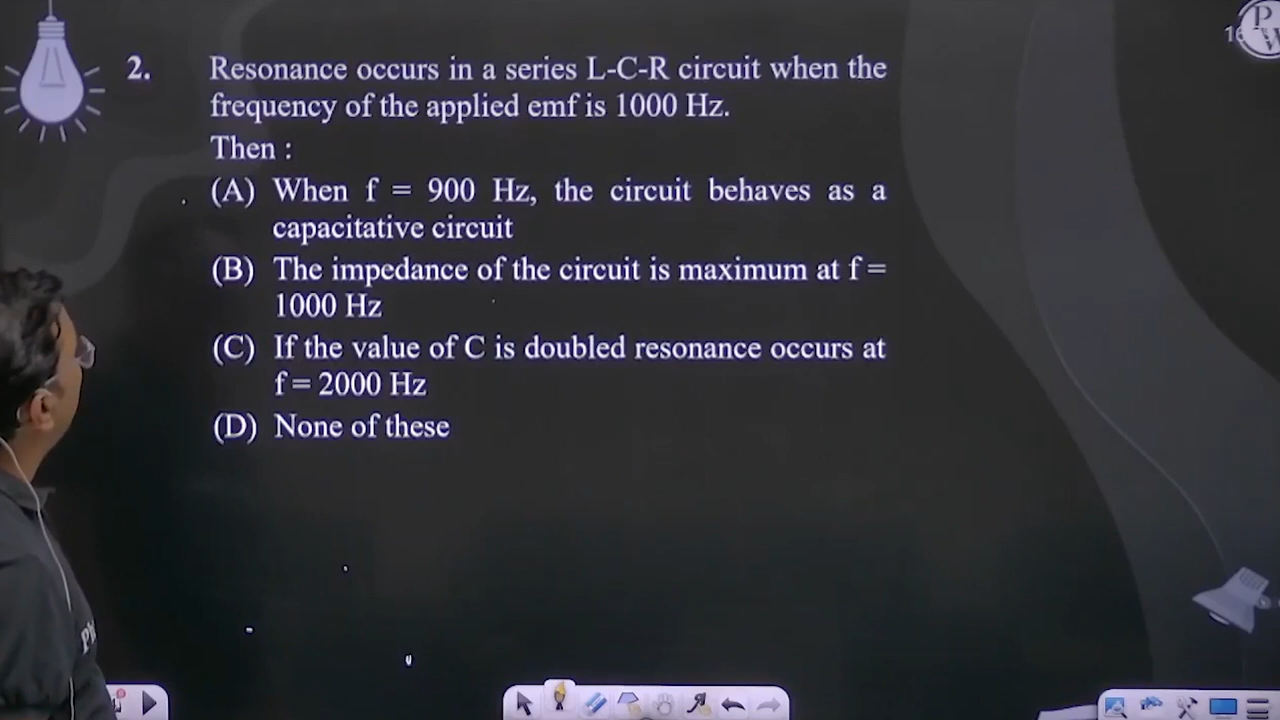 2. Resonance occurs in a series L-C-R circuit when the
frequency of the applied emf is 1000 Hz.
Then :
(A) When f = 900 Hz, the circuit behaves as a
capacitative circuit
(B) The impedance of the circuit is maximum at f =
1000 Hz
(C) If the value of C is doubled resonance occurs at
f = 2000 Hz
(D) None of these